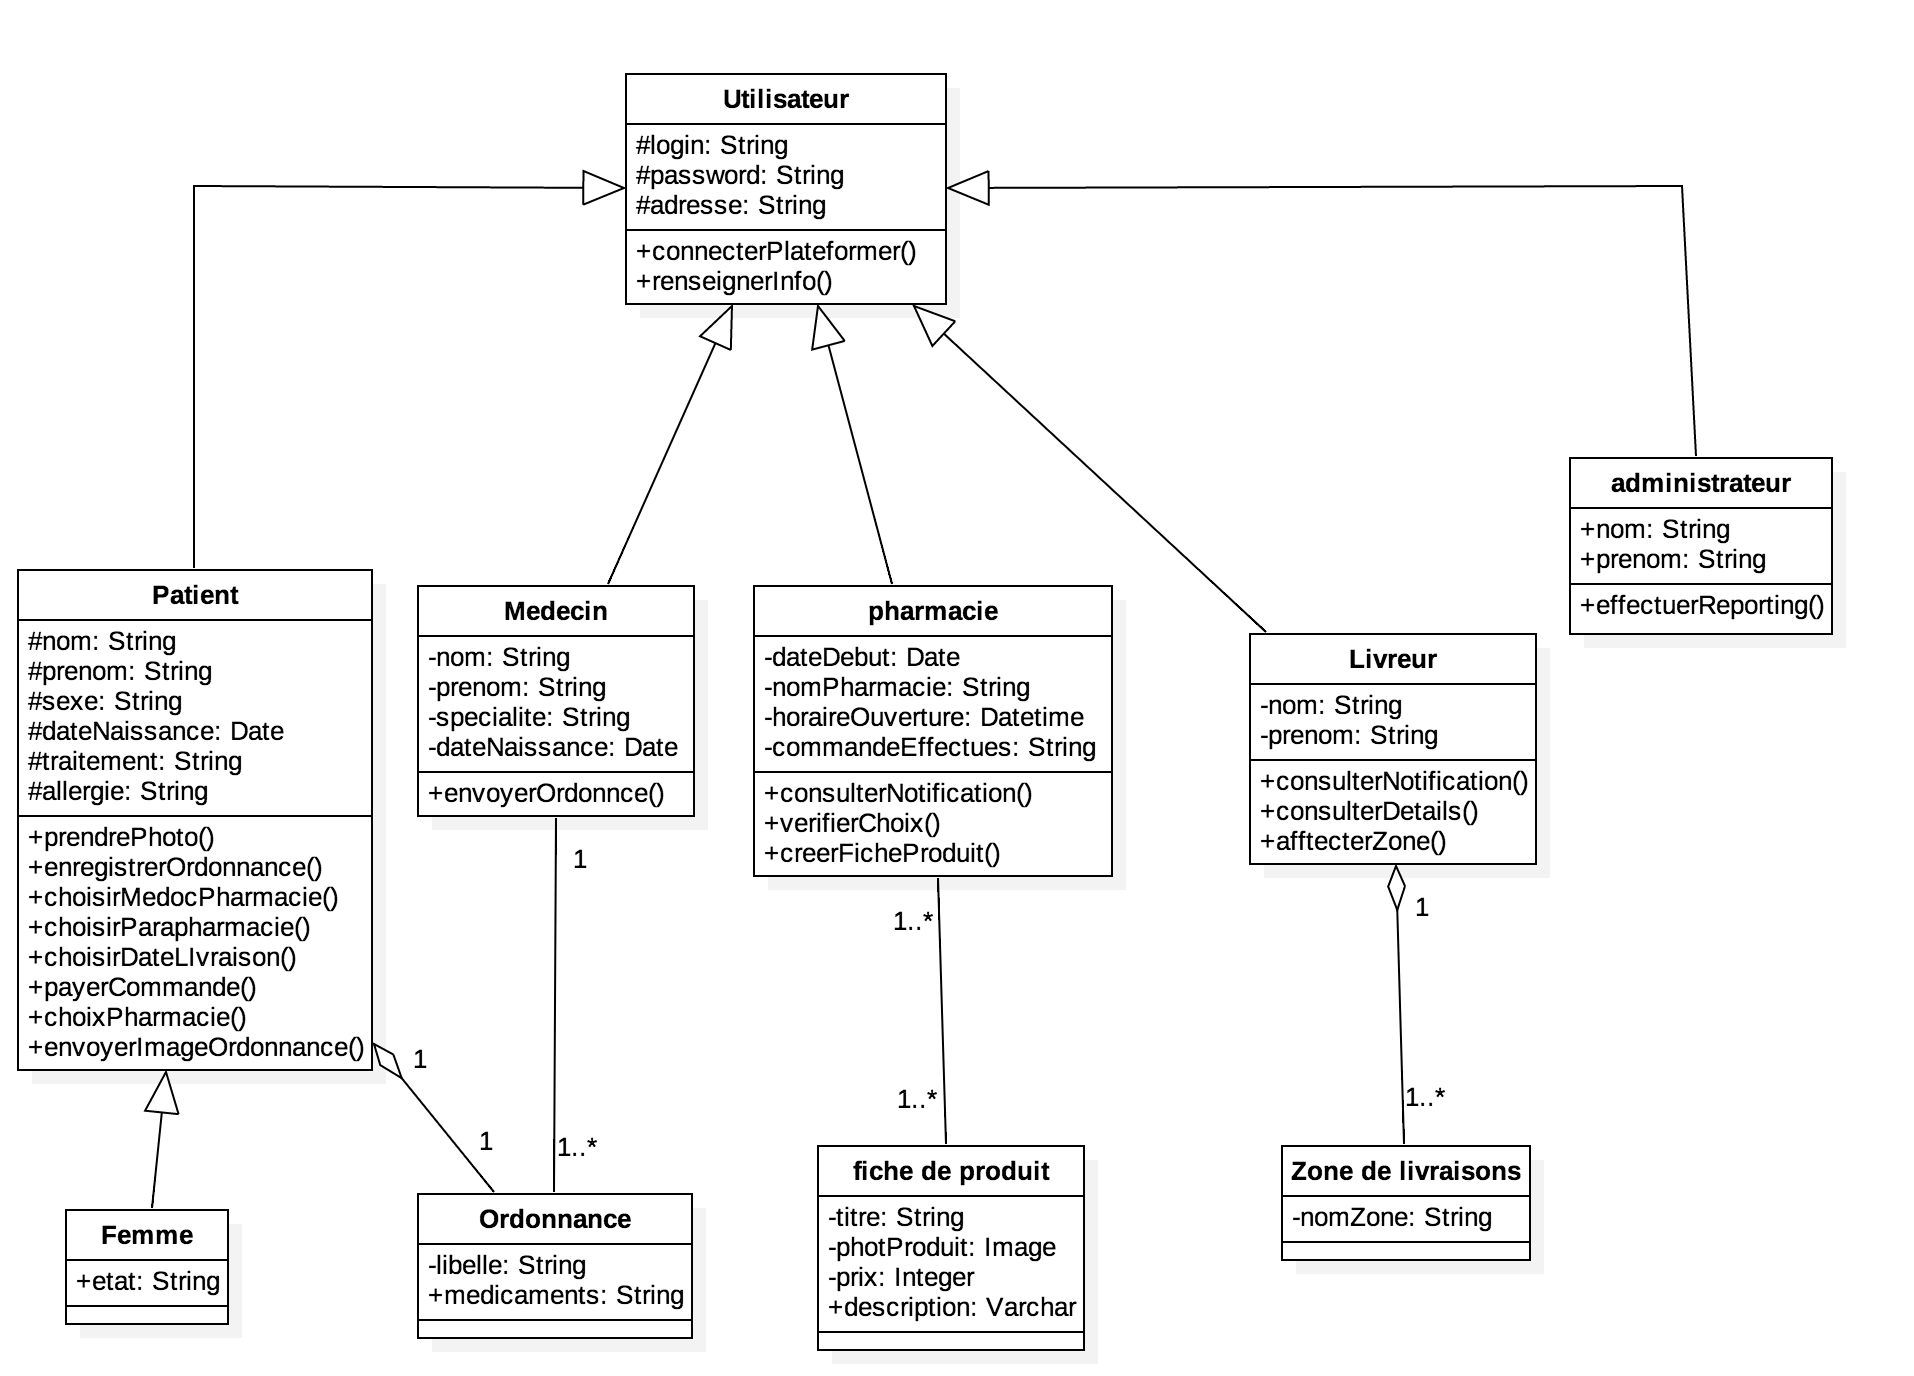 Utilisateur
#login: String
#password: String
#adresse: String
+connecterPlateformer()
+renseignerInfo()
administrateur
+nom: String
+prenom: String
+effectuerReporting()
Patient
#nom: String
#prenom: String
#sexe: String
#dateNaissance: Date
#traitement: String
#allergie: String
+prendrePhoto()
+enregistrerOrdonnance()
+choisirMedocPharmacie()
+choisirParapharmacie()
+choisirDateLIvraison()
+payerCommande()
+choixPharmacie()
+envoyerImageOrdonnance()
Medecin
-nom: String
-prenom: String
-specialite: String
-dateNaissance: Date
+envoyerOrdonnce()
pharmacie
-dateDebut: Date
-nomPharmacie: String
-horaireOuverture: Datetime
-commandeEffectues: String
+consulterNotification()
+verifierChoix()
+creerFicheProduit()
Livreur
-nom: String
-prenom: String
+consulterNotification()
+consulterDetails()
+afftecterZone()
1
1..*
1
1
1
1..*
1..*
1..*
Femme
+etat: String
Ordonnance
-libelle: String
+medicaments: String
fiche de produit
-titre: String
-photProduit: Image
-prix: Integer
+description: Varchar
Zone de livraisons
-nomZone: String